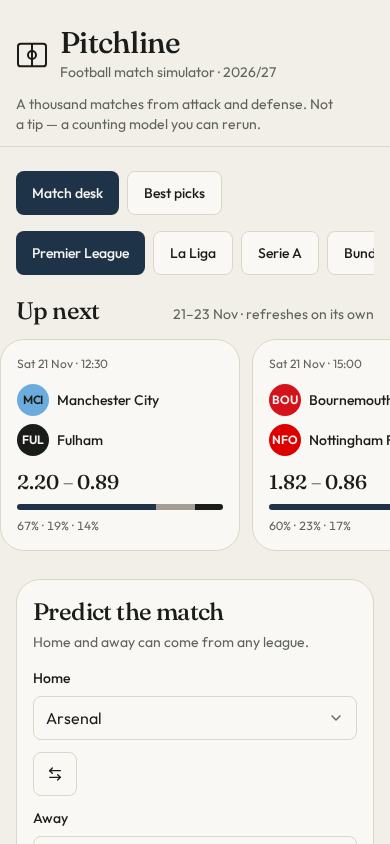 Pitchline
Football match simulator · 2026/27
A thousand matches from attack and defense. Not
a tip — a counting model you can rerun.
Match desk
Best picks
Premier League
La Liga
Serie A
Bund
Up next
21–23 Nov · refreshes on its own
Sat 21 Nov · 12:30
MCI Manchester City
FUL Fulham
2.20 – 0.89
67% · 19% · 14%
Sat 21 Nov · 15:00
BOU Bournemouth
NFO Nottingham F
1.82 – 0.86
60% · 23% · 17%
Predict the match
Home and away can come from any league.
Home
Arsenal
Away